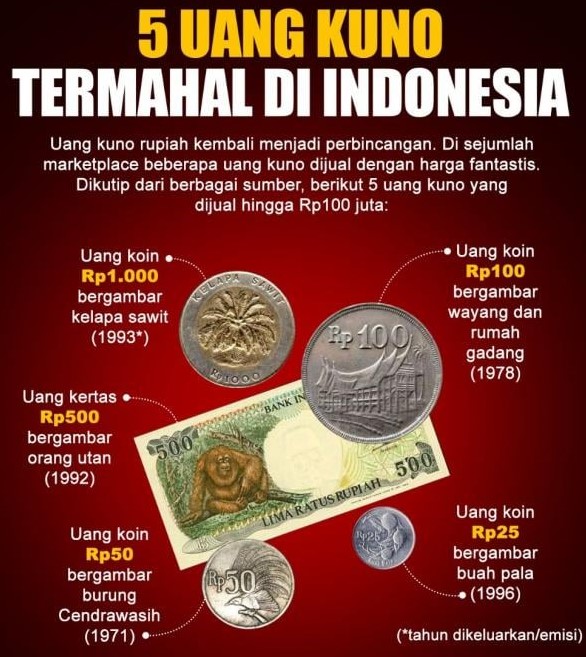 5 UANG KUNO
TERMAHAL DI INDONESIA
Uang kuno rupiah kembali menjadi perbincangan. Di sejumlah
marketplace beberapa uang kuno dijual dengan harga fantastis.
Dikutip dari berbagai sumber, berikut 5 uang kuno yang
dijual hingga Rp100 juta:
Uang koin
Rp1.000
bergambar
kelapa sawit
(1993*)
KELAPA SAWIT
Rp1000
Uang koin
Rp100
bergambar
wayang dan
rumah
gadang
(1978)
Rp100
Uang kertas
Rp500
bergambar
orang utan
(1992)
BANK IN
500
500
LIMA RATUS RUPIAH
Uang koin
Rp50
bergambar
burung
Cendrawasih
(1971)
Rp50
Uang koin
Rp25
bergambar
buah pala
(1996)
Rp25
(*tahun dikeluarkan/emisi)